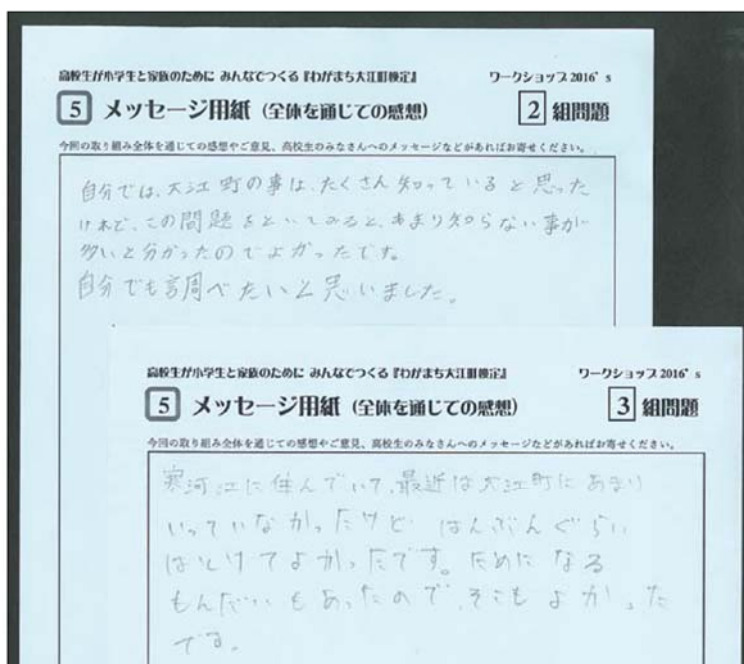 高校生が小学生と家族のために みんなでつくる『わがまち大江町検定』 ワークショップ2016’s
5 メッセージ用紙（全体を通じての感想） 2 組問題
今回の取り組み全体を通じての感想やご意見、高校生のみなさんへのメッセージなどがあればお寄せください。
自分では、大江町の事は、たくさん知っていると思った
けれど、この問題をといてみると、あまり知らない事が
多いと分かったのでよかったです。
自分でも調べたいと思いました。
高校生が小学生と家族のために みんなでつくる『わがまち大江町検定』 ワークショップ2016’s
5 メッセージ用紙（全体を通じての感想） 3 組問題
今回の取り組み全体を通じての感想やご意見、高校生のみなさんへのメッセージなどがあればお寄せください。
寒河江に住んでいて、最近は大江町にあまり
いっていなかったけど はんぶんぐらい
はとけてよかったです。ためになる
もんだいもあったので、そこもよかった
です。